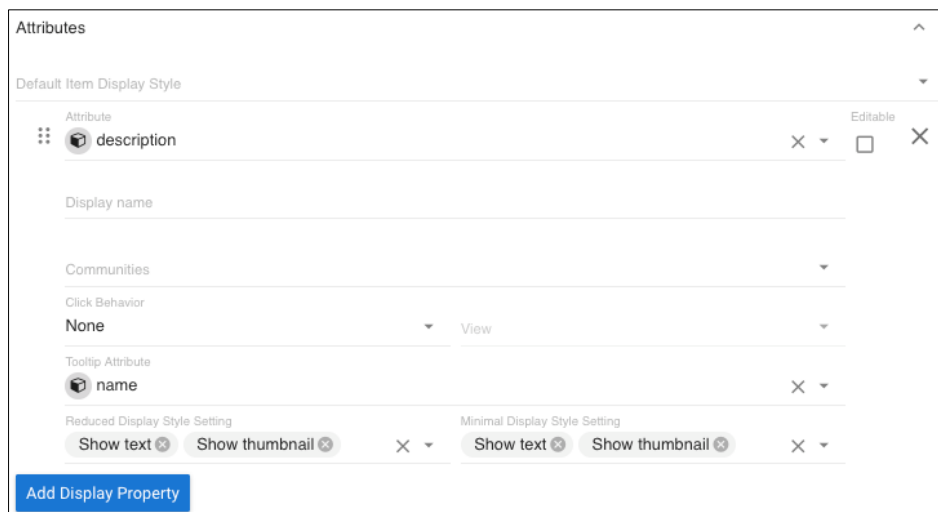 Attributes
Default Item Display Style
Attribute
Editable
description
Display name
Communities
Click Behavior
None
View
Tooltip Attribute
name
Reduced Display Style Setting
Minimal Display Style Setting
Show text Show thumbnail
Show text Show thumbnail
Add Display Property